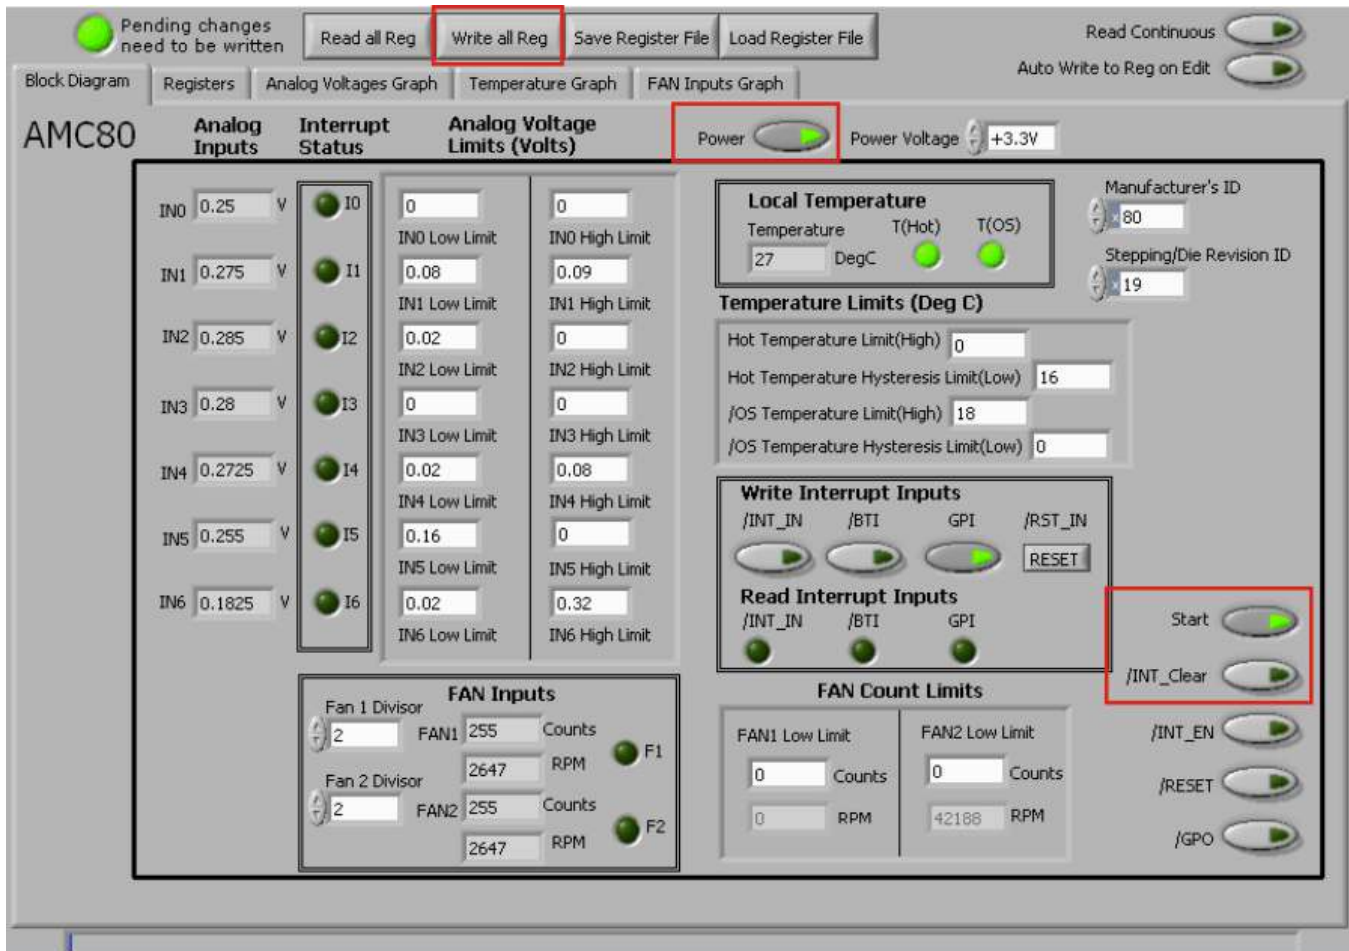 Pending changes
need to be written
Read all Reg
Write all Reg
Save Register File
Load Register File
Read Continuous
Auto Write to Reg on Edit
Block Diagram
Registers
Analog Voltages Graph
Temperature Graph
FAN Inputs Graph
AMC80
Analog
Inputs
Interrupt
Status
Analog Voltage
Limits (Volts)
Power
Power Voltage
+3.3V
IN0 0.25 V I0
0
IN0 Low Limit
0
IN0 High Limit
IN1 0.275 V I1
0.08
IN1 Low Limit
0.09
IN1 High Limit
IN2 0.285 V I2
0.02
IN2 Low Limit
0
IN2 High Limit
IN3 0.28 V I3
0
IN3 Low Limit
0
IN3 High Limit
IN4 0.2725 V I4
0.02
IN4 Low Limit
0.08
IN4 High Limit
IN5 0.255 V I5
0.16
IN5 Low Limit
0
IN5 High Limit
IN6 0.1825 V I6
0.02
IN6 Low Limit
0.32
IN6 High Limit
Local Temperature
Temperature
T(Hot)
T(OS)
27 DegC
Manufacturer's ID
x 80
Stepping/Die Revision ID
x 19
Temperature Limits (Deg C)
Hot Temperature Limit(High) 0
Hot Temperature Hysteresis Limit(Low) 16
/OS Temperature Limit(High) 18
/OS Temperature Hysteresis Limit(Low) 0
Write Interrupt Inputs
/INT_IN /BTI GPI /RST_IN
RESET
Read Interrupt Inputs
/INT_IN /BTI GPI
Start
/INT_Clear
/INT_EN
/RESET
/GPO
FAN Inputs
Fan 1 Divisor
2
FAN1 255 Counts
2647 RPM
F1
Fan 2 Divisor
2
FAN2 255 Counts
2647 RPM
F2
FAN Count Limits
FAN1 Low Limit
0 Counts
0 RPM
FAN2 Low Limit
0 Counts
42188 RPM